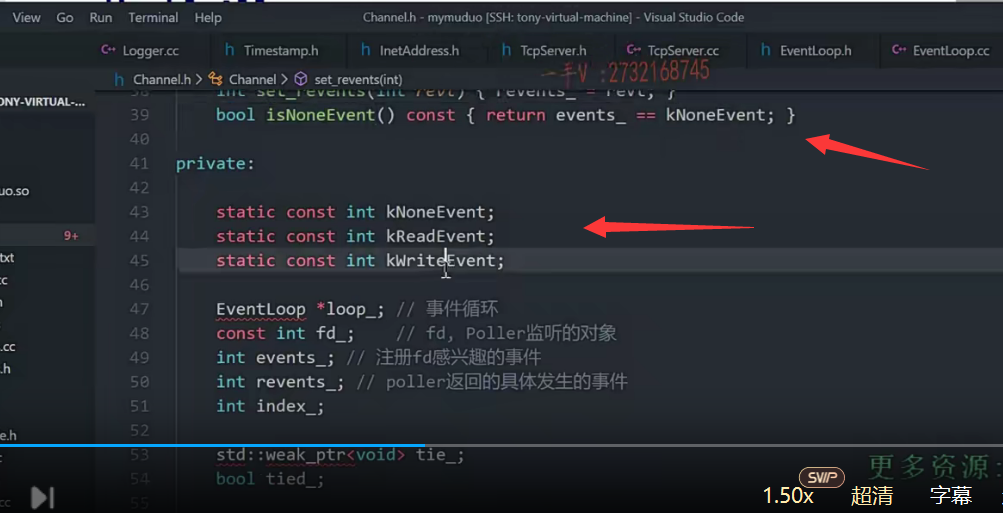 View Go Run Terminal Help Channel.h - mymuduo [SSH: tony-virtual-machine] - Visual Studio Code
C++ Logger.cc h Timestamp.h h InetAddress.h h TcpServer.h C++ TcpServer.cc h EventLoop.h C++ EventLoop.cc
一手V :2732168745
h Channel.h > Channel > set_revents(int)
TONY-VIRTUAL-...
38 int set_revents(int revt) { revents_ = revt; }
39 bool isNoneEvent() const { return events_ == kNoneEvent; }
40
41 private:
uo.so
42
43 static const int kNoneEvent;
9+
44 static const int kReadEvent;
txt
45 static const int kWriteEvent;
cc
46
47 EventLoop *loop_; // 事件循环
48 const int fd_; // fd, Poller监听的对象
.cc
49 int events_; // 注册fd感兴趣的事件
.h
50 int revents_; // poller返回的具体发生的事件
51 int index_;
52
e.h
53 std::weak_ptr<void> tie_;
54 bool tied_;
更多资源:
SVIP
55
cc
1.50x 超清 字幕